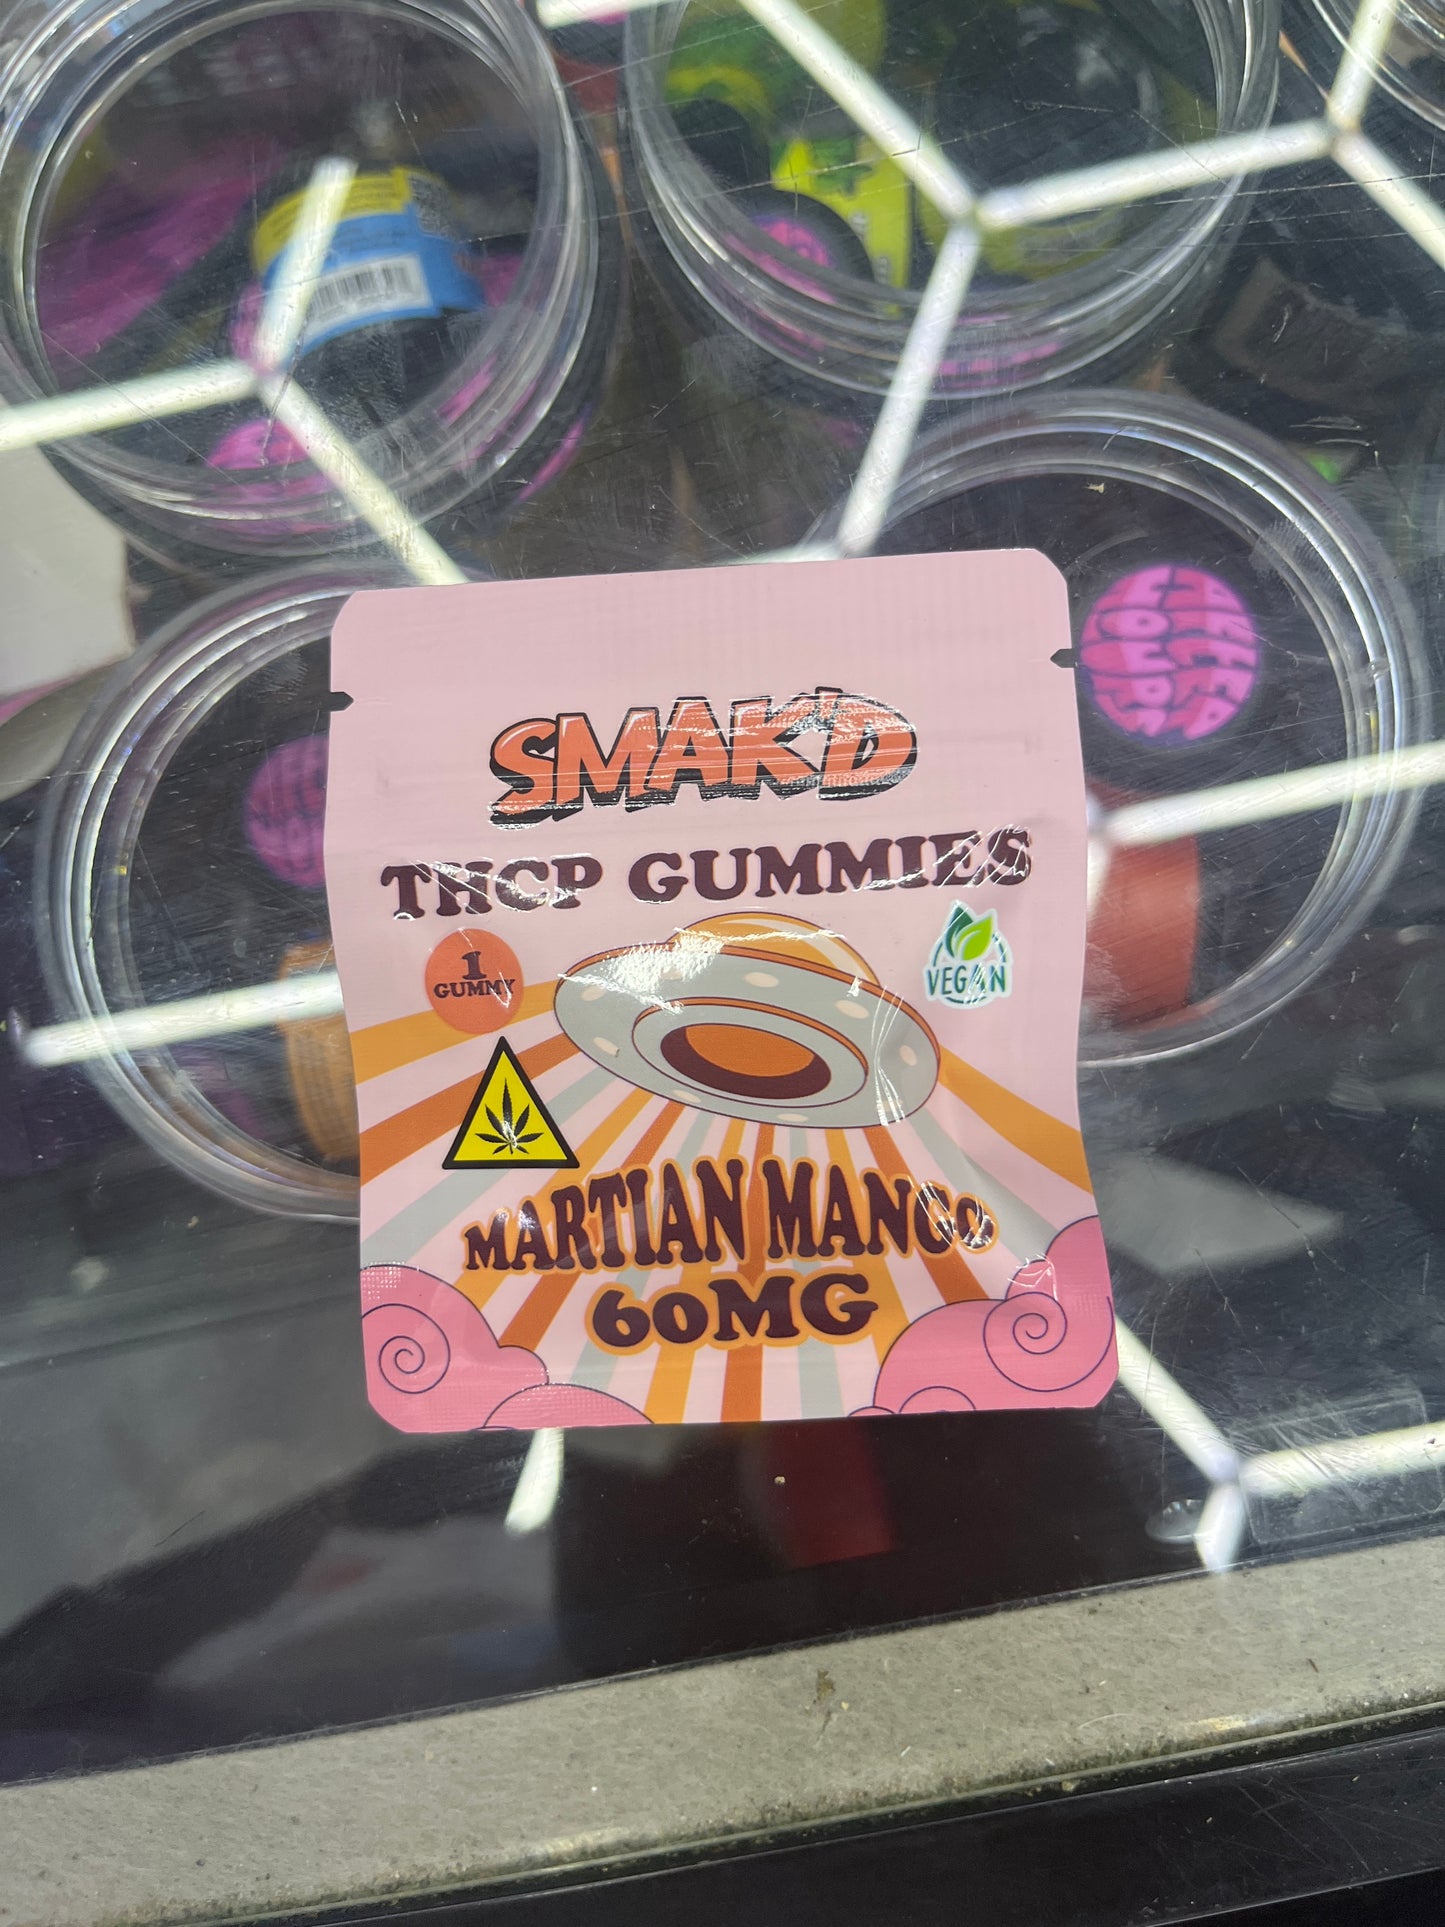 SMAK'D
THCP GUMMIES
1
GUMMY
VEGAN
MARTIAN MANGO
60MG